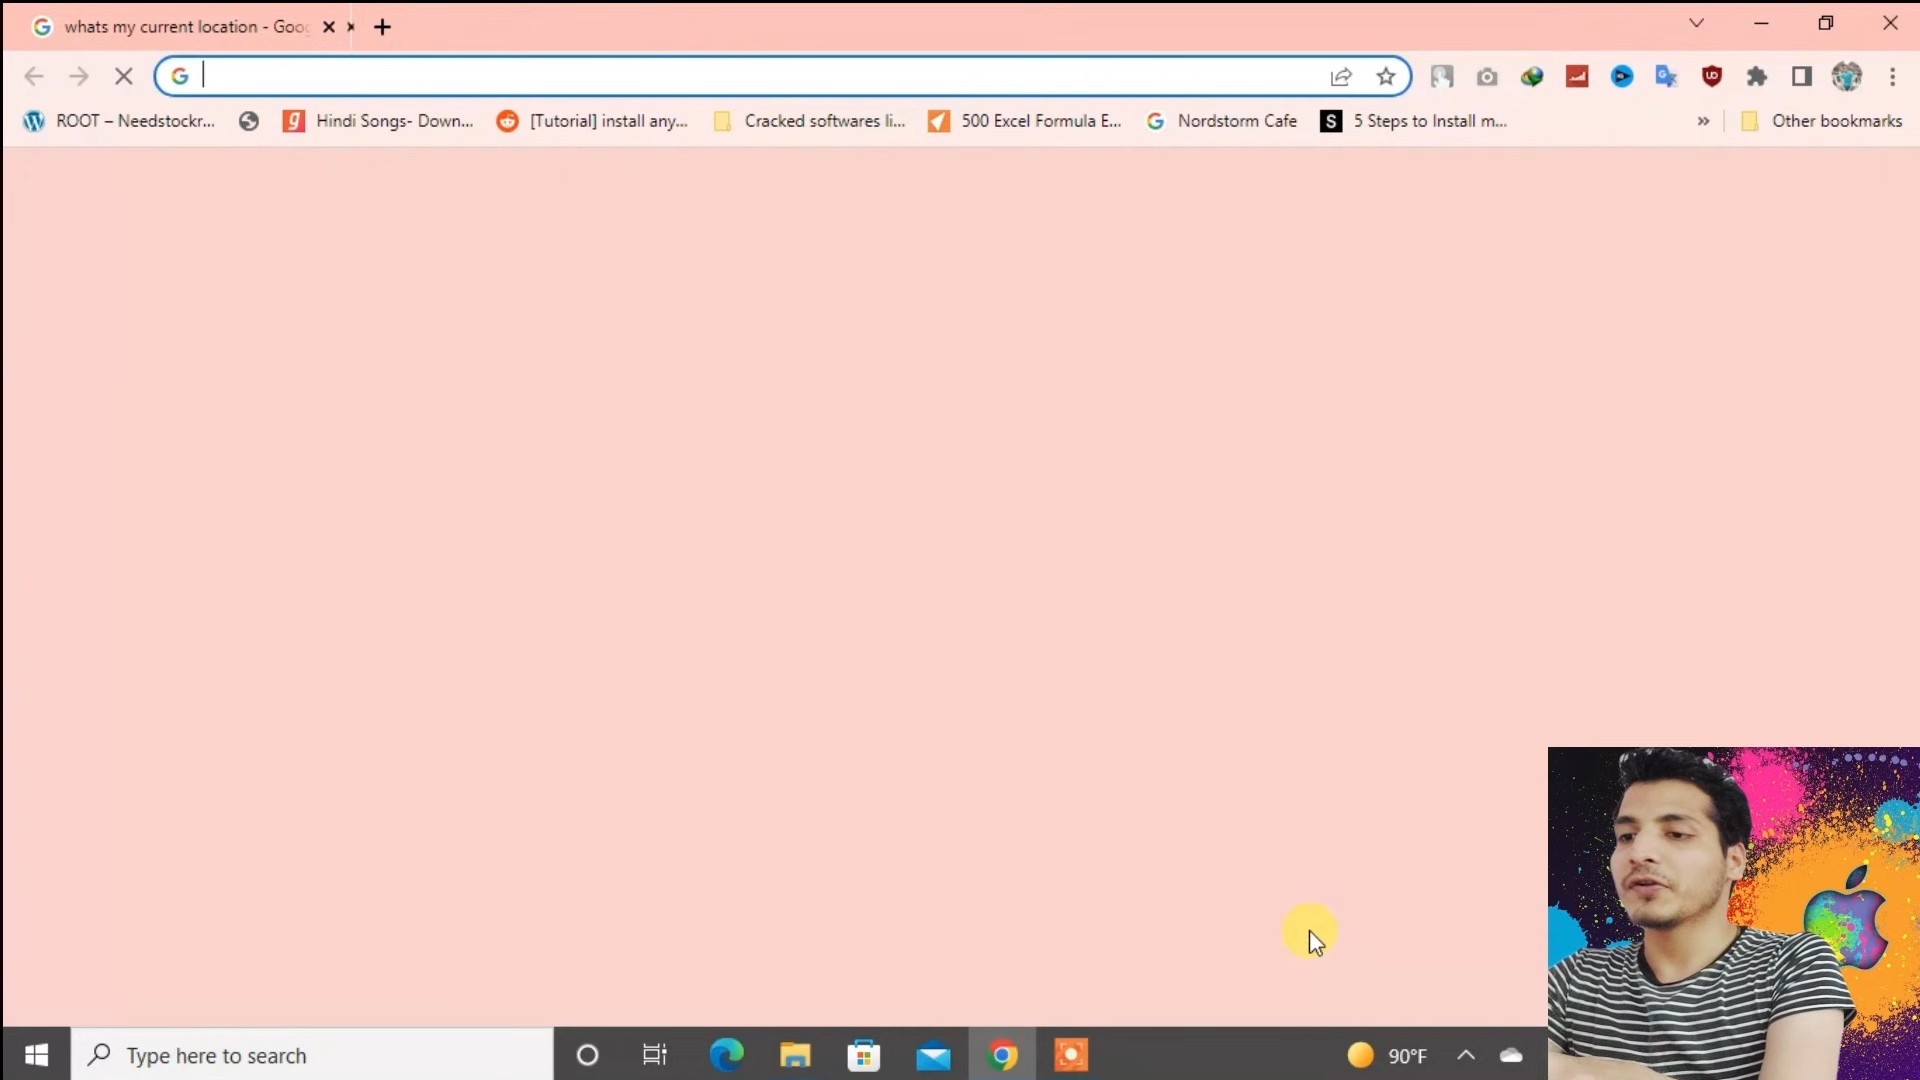 whats my current location - Goo
ROOT – Needstockr...
Hindi Songs- Down...
[Tutorial] install any...
Cracked softwares li...
500 Excel Formula E...
Nordstorm Cafe
S
5 Steps to Install m...
»
Other bookmarks
Type here to search
90°F